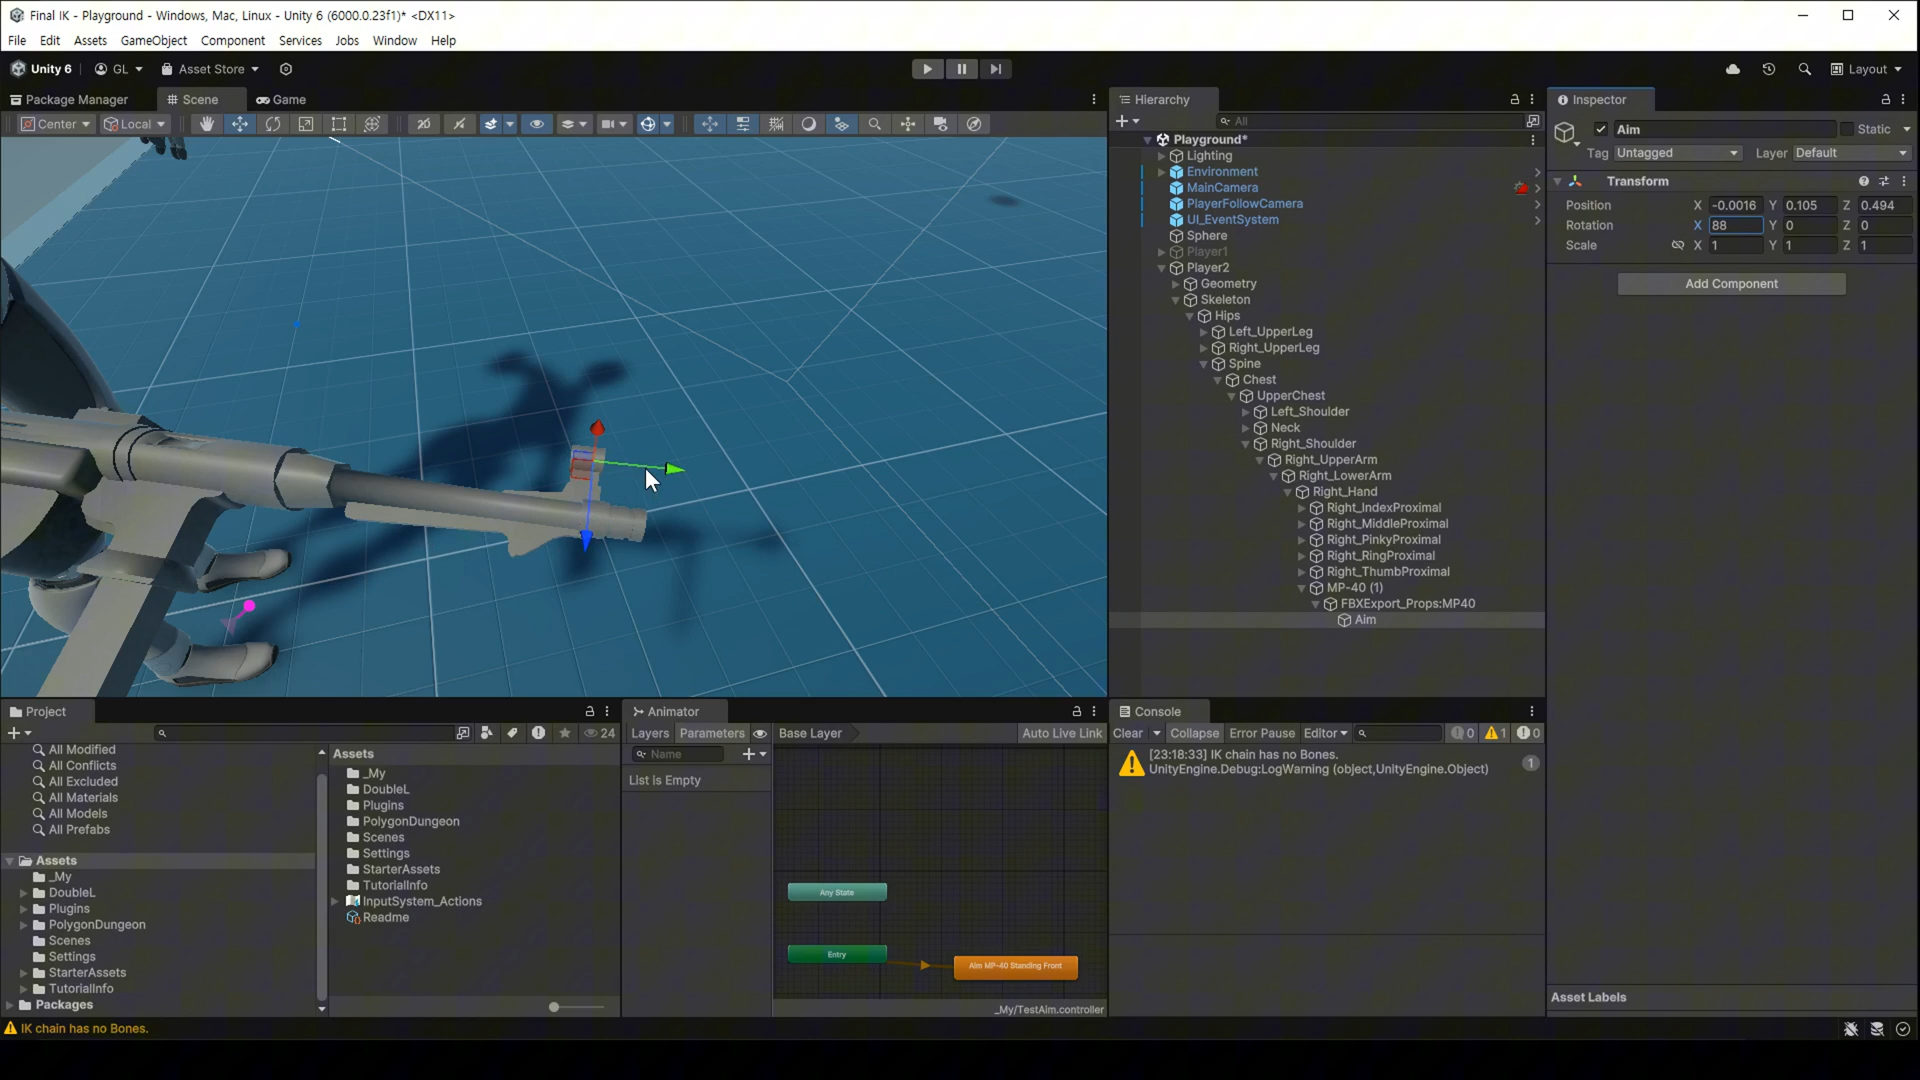 Final IK - Playground - Windows, Mac, Linux - Unity 6 (6000.0.23f1)* <DX11>
File Edit Assets GameObject Component Services Jobs Window Help
Unity 6 GL Asset Store Layout
Package Manager Scene Game
Center Local 2D
Hierarchy
All
Playground*
Lighting
Environment
MainCamera
PlayerFollowCamera
UI_EventSystem
Sphere
Player1
Player2
Geometry
Skeleton
Hips
Left_UpperLeg
Right_UpperLeg
Spine
Chest
UpperChest
Left_Shoulder
Neck
Right_Shoulder
Right_UpperArm
Right_LowerArm
Right_Hand
Right_IndexProximal
Right_MiddleProximal
Right_PinkyProximal
Right_RingProximal
Right_ThumbProximal
MP-40 (1)
FBXExport_Props:MP40
Aim
Inspector
Aim Static
Tag Untagged Layer Default
Transform
Position X -0.0016 Y 0.105 Z 0.494
Rotation X 88 Y 0 Z 0
Scale X 1 Y 1 Z 1
Add Component
Asset Labels
Project
24
All Modified
All Conflicts
All Excluded
All Materials
All Models
All Prefabs
Assets
_My
DoubleL
Plugins
PolygonDungeon
Scenes
Settings
StarterAssets
TutorialInfo
Packages
Assets
_My
DoubleL
Plugins
PolygonDungeon
Scenes
Settings
StarterAssets
TutorialInfo
InputSystem_Actions
Readme
Animator
Layers Parameters Base Layer Auto Live Link
Name
List is Empty
Any State
Entry
Aim MP-40 Standing Front
_My/TestAim.controller
Console
Clear Collapse Error Pause Editor 0 1 0
[23:18:33] IK chain has no Bones.
UnityEngine.Debug:LogWarning (object,UnityEngine.Object)
1
IK chain has no Bones.